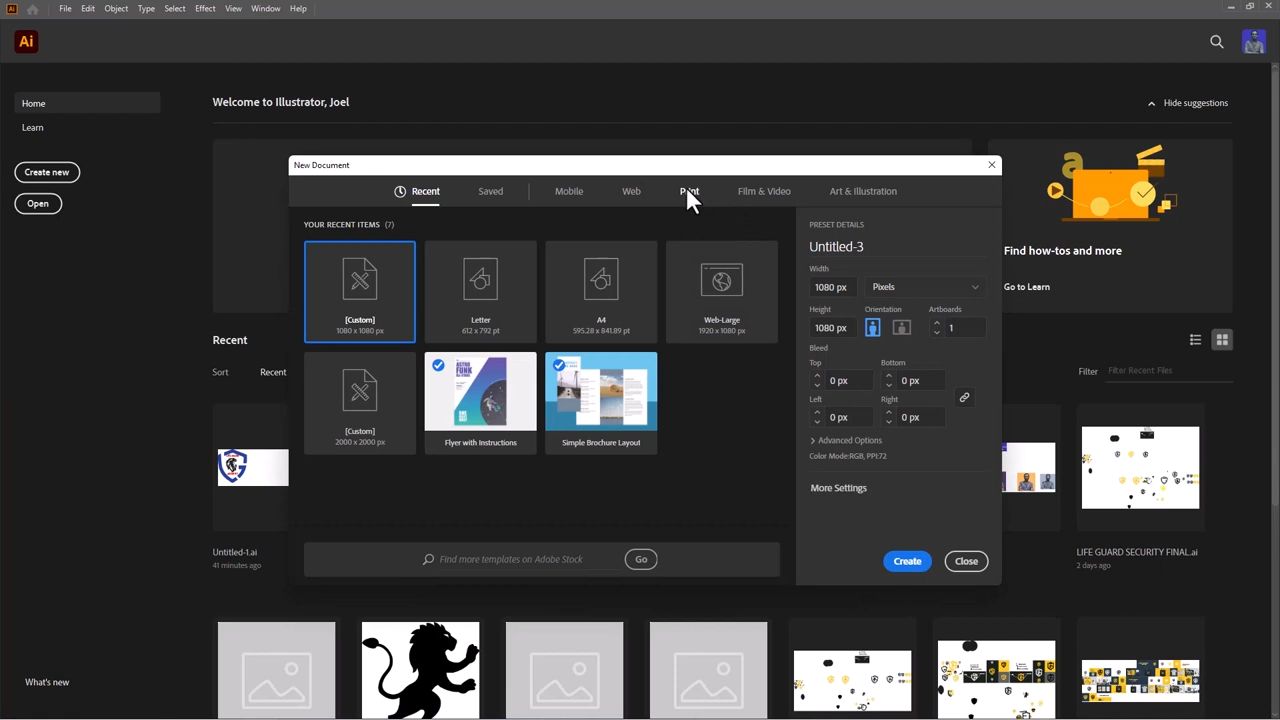 Ai File Edit Object Type Select Effect View Window Help
Ai
Home
Learn
Create new
Open
What's new
Welcome to Illustrator, Joel
Hide suggestions
Find how-tos and more
Go to Learn
Recent
Sort Recent
Filter Filter Recent Files
Untitled-1.ai
41 minutes ago
LIFE GUARD SECURITY FINAL.ai
2 days ago
New Document
Recent Saved Mobile Web Print Film & Video Art & Illustration
YOUR RECENT ITEMS (7)
[Custom]
1080 x 1080 px
Letter
612 x 792 pt
A4
595.28 x 841.89 pt
Web-Large
1920 x 1080 px
[Custom]
2000 x 2000 px
ASTRO
FUNK
Flyer with Instructions
Simple Brochure Layout
Find more templates on Adobe Stock Go
PRESET DETAILS
Untitled-3
Width
1080 px Pixels
Height Orientation Artboards
1080 px 1
Bleed
Top Bottom
0 px 0 px
Left Right
0 px 0 px
Advanced Options
Color Mode:RGB, PPI:72
More Settings
Create Close